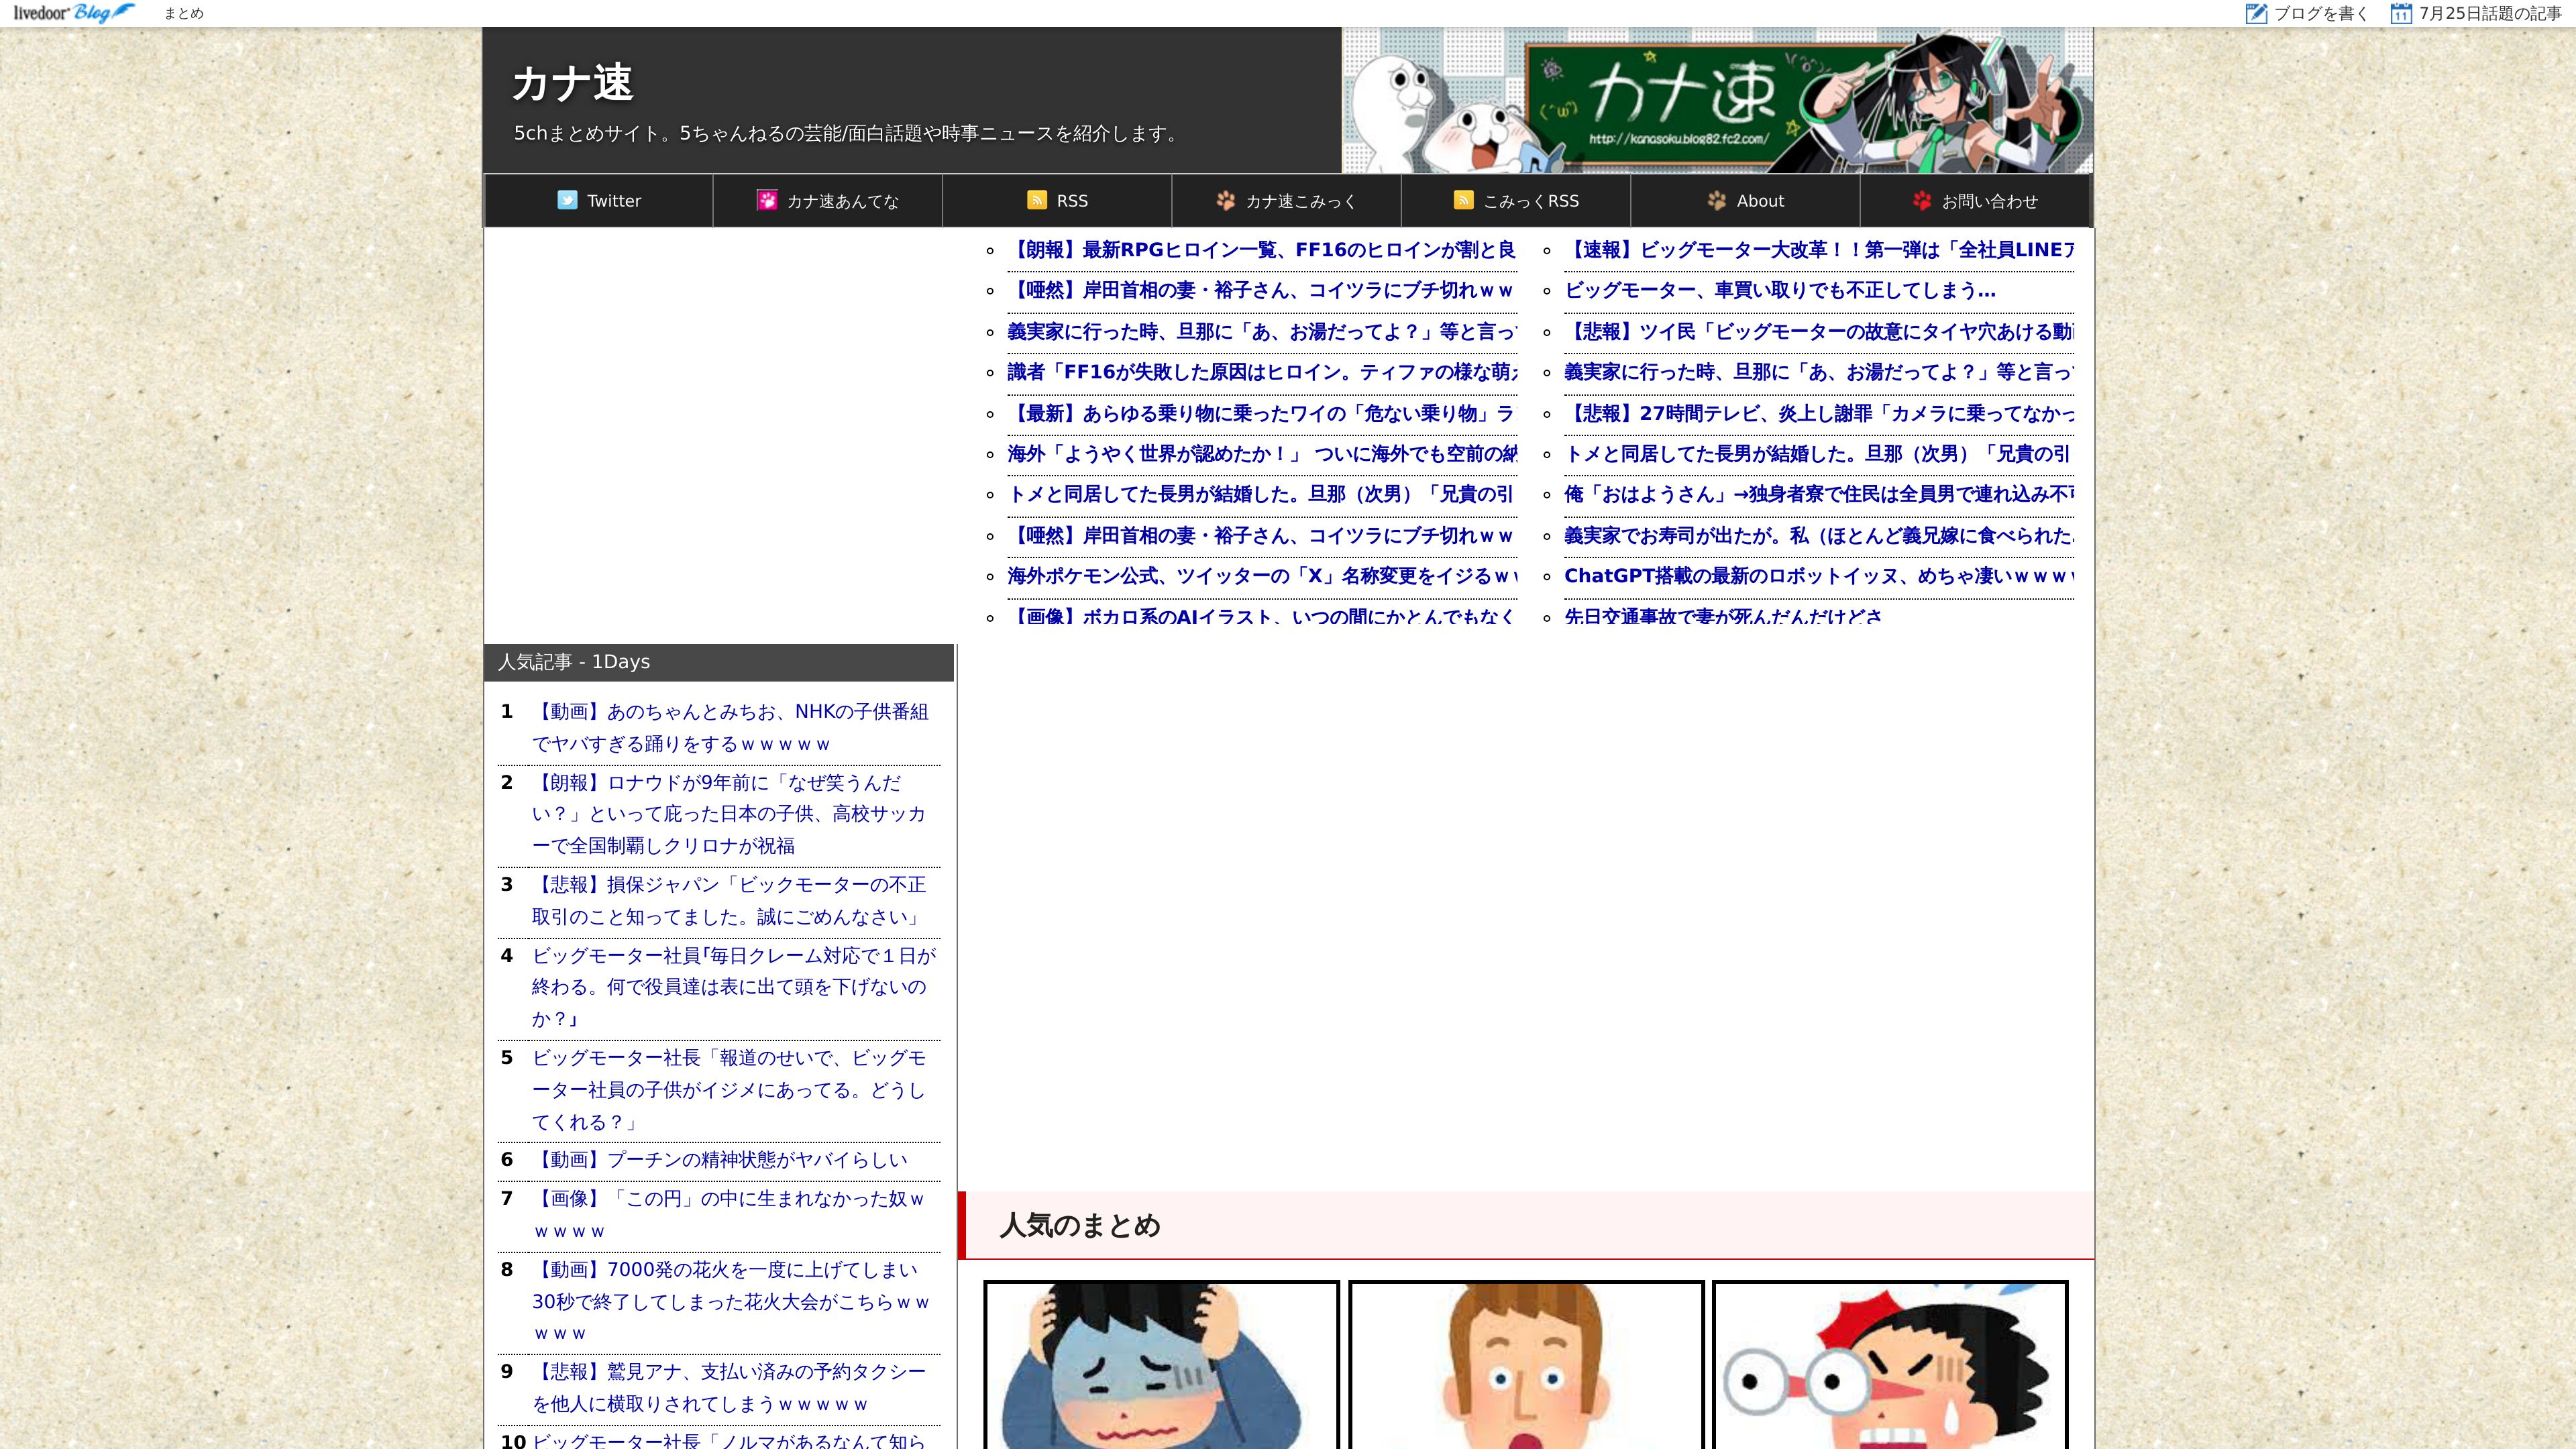 livedoor Blog まとめ
ブログを書く 7月25日話題の記事
カナ速
5chまとめサイト。5ちゃんねるの芸能/面白話題や時事ニュースを紹介します。
カナ速
http://kanasoku.blog82.fc2.com/
Twitter カナ速あんてな RSS カナ速こみっく こみっくRSS About お問い合わせ
【朗報】最新RPGヒロイン一覧、FF16のヒロインが割と良
【唖然】岸田首相の妻・裕子さん、コイツラにブチ切れｗｗ
義実家に行った時、旦那に「あ、お湯だってよ？」等と言っ
識者「FF16が失敗した原因はヒロイン。ティファの様な萌
【最新】あらゆる乗り物に乗ったワイの「危ない乗り物」ラ
海外「ようやく世界が認めたか！」 ついに海外でも空前の納
トメと同居してた長男が結婚した。旦那（次男）「兄貴の引
【唖然】岸田首相の妻・裕子さん、コイツラにブチ切れｗｗ
海外ポケモン公式、ツイッターの「X」名称変更をイジるｗ
【画像】ボカロ系のAIイラスト、いつの間にかとんでもなく
【速報】ビッグモーター大改革！！第一弾は「全社員LINE
ビッグモーター、車買い取りでも不正してしまう…
【悲報】ツイ民「ビッグモーターの故意にタイヤ穴あける動
義実家に行った時、旦那に「あ、お湯だってよ？」等と言っ
【悲報】27時間テレビ、炎上し謝罪「カメラに乗ってなかっ
トメと同居してた長男が結婚した。旦那（次男）「兄貴の引
俺「おはようさん」→独身者寮で住民は全員男で連れ込み不
義実家でお寿司が出たが。私（ほとんど義兄嫁に食べられた
ChatGPT搭載の最新のロボットイッヌ、めちゃ凄いｗｗｗ
先日交通事故で妻が死んだんだけどさ
人気記事 - 1Days
1 【動画】あのちゃんとみちお、NHKの子供番組
でヤバすぎる踊りをするｗｗｗｗｗ
2 【朗報】ロナウドが9年前に「なぜ笑うんだ
い？」といって庇った日本の子供、高校サッカ
ーで全国制覇しクリロナが祝福
3 【悲報】損保ジャパン「ビックモーターの不正
取引のこと知ってました。誠にごめんなさい」
4 ビッグモーター社員｢毎日クレーム対応で１日が
終わる。何で役員達は表に出て頭を下げないの
か？｣
5 ビッグモーター社長「報道のせいで、ビッグモ
ーター社員の子供がイジメにあってる。どうし
てくれる？」
6 【動画】プーチンの精神状態がヤバイらしい
7 【画像】「この円」の中に生まれなかった奴ｗ
ｗｗｗｗ
8 【動画】7000発の花火を一度に上げてしまい
30秒で終了してしまった花火大会がこちらｗｗ
ｗｗｗ
9 【悲報】鷲見アナ、支払い済みの予約タクシー
を他人に横取りされてしまうｗｗｗｗｗ
10 ビッグモーター社長「ノルマがあるなんて知ら
人気のまとめ